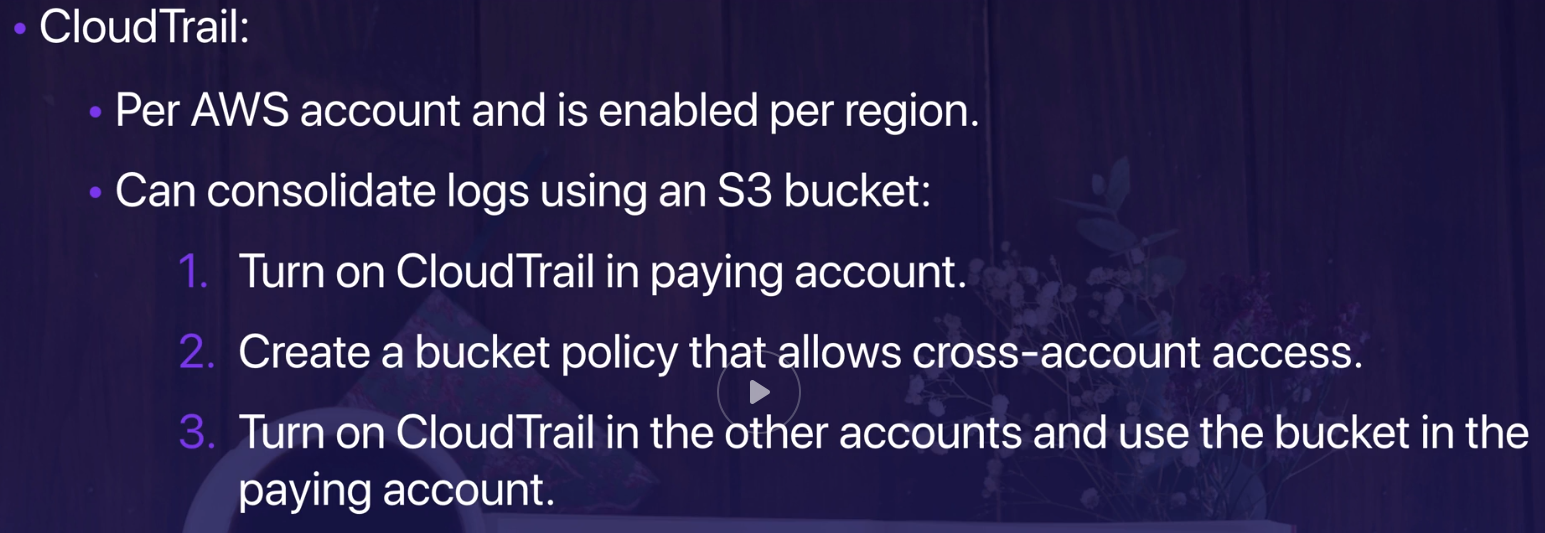 • CloudTrail:
• Per AWS account and is enabled per region.
• Can consolidate logs using an S3 bucket:
1. Turn on CloudTrail in paying account.
2. Create a bucket policy that allows cross-account access.
3. Turn on CloudTrail in the other accounts and use the bucket in the
paying account.